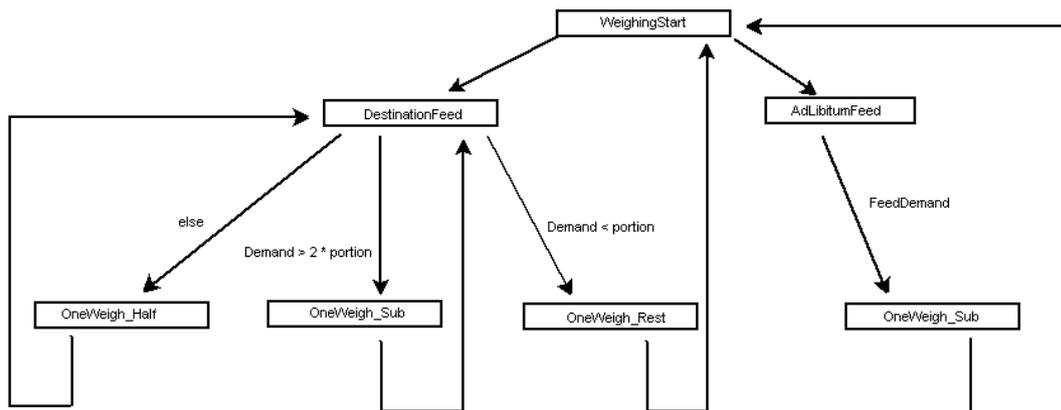 WeighingStart
DestinationFeed
AdLibitumFeed
FeedDemand
else
Demand < portion
Demand > 2 * portion
OneWeigh_Half
OneWeigh_Sub
OneWeigh_Rest
OneWeigh_Sub